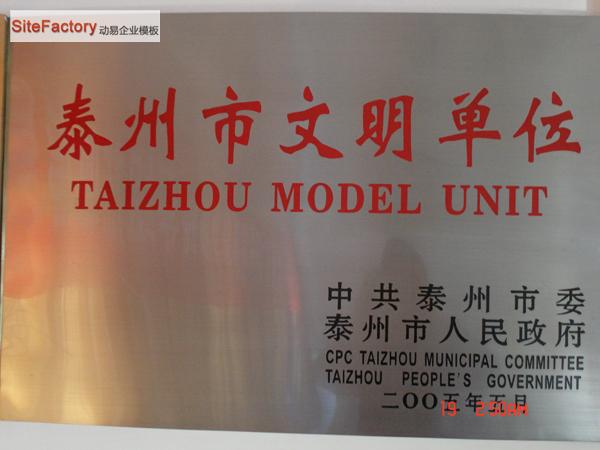 SiteFactory 动易企业模板
泰州市文明单位
TAIZHOU MODEL UNIT
中共泰州市委
泰州市人民政府
CPC TAIZHOU MUNICIPAL COMMITTEE
TAIZHOU PEOPLE'S GOVERNMENT
二〇〇五年五月